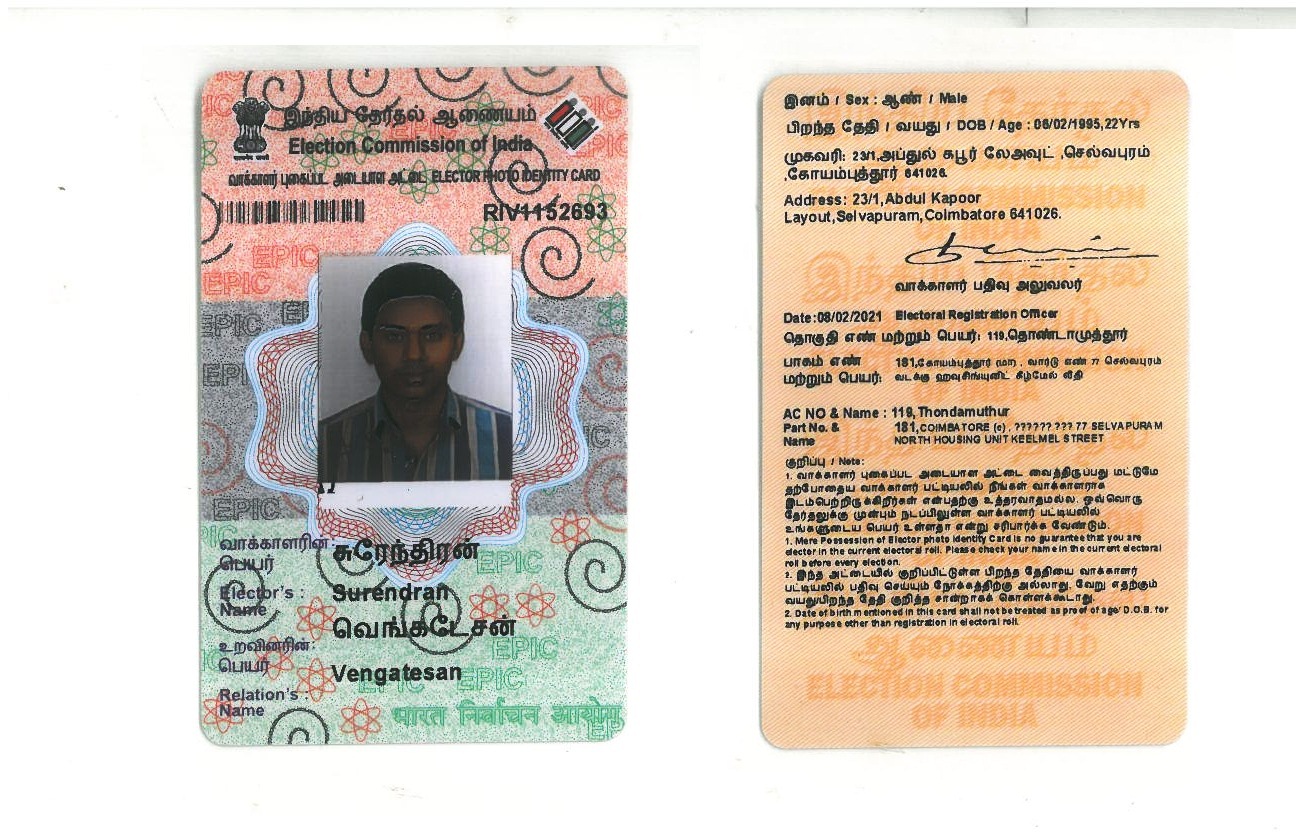 இந்திய தேர்தல் ஆணையம்
Election Commission of India
வாக்காளர் புகைப்பட அடையாள அட்டை ELECTOR PHOTO IDENTITY CARD
RIV1152693
வாக்காளரின் : சுரேந்திரன்
பெயர்
Elector's : Surendran
Name
வெங்கடேசன்
உறவினரின் :
பெயர்
Vengatesan
Relation's :
Name
भारत निर्वाचन आयोग
இனம் / Sex : ஆண் / Male
பிறந்த தேதி / வயது / DOB / Age : 06/02/1995,22Yrs
முகவரி: 23/1,அப்துல் கபூர் லேஅவுட் ,செல்வபுரம்
,கோயம்புத்தூர் 641026.
Address: 23/1,Abdul Kapoor
Layout,Selvapuram,Coimbatore 641026.
வாக்காளர் பதிவு அலுவலர்
Date:08/02/2021 Electoral Registration Officer
தொகுதி எண் மற்றும் பெயர்: 119,தொண்டாமுத்தூர்
பாகம் எண் 181,கோயம்புத்தூர் (மா) , வார்டு எண் 77 செல்வபுரம்
மற்றும் பெயர்: வடக்கு ஹவுசிங்யுனிட் கீழ்மேல் வீதி
AC NO & Name : 119, Thondamuthur
Part No. & 181,COIMBATORE (c) , ?????? ??? 77 SELVAPURAM
Name NORTH HOUSING UNIT KEELMEL STREET
குறிப்பு / Note:
1. வாக்காளர் புகைப்பட அடையாள அட்டை வைத்திருப்பது மட்டுமே
தற்போதைய வாக்காளர் பட்டியலில் நீங்கள் வாக்காளராக
இடம்பெற்றிருக்கிறீர்கள் என்பதற்கு உத்தரவாதமல்ல. ஒவ்வொரு
தேர்தலுக்கு முன்பும் நடப்பிலுள்ள வாக்காளர் பட்டியலில்
உங்களுடைய பெயர் உள்ளதா என்று சரிபார்க்க வேண்டும்.
1. Mere Possession of Elector photo Identity Card is no guarantee that you are
elector in the current electoral roll. Please check your name in the current electoral
roll before every election.
2. இந்த அட்டையில் குறிப்பிட்டுள்ள பிறந்த தேதியை வாக்காளர்
பட்டியலில் பதிவு செய்யும் நோக்கத்திற்கு அல்லாது, வேறு எதற்கும்
வயது/பிறந்த தேதி குறித்த சான்றாகக் கொள்ளக்கூடாது.
2. Date of birth mentioned in this card shall not be treated as proof of age/ D.O.B. for
any purpose other than registration in electoral roll.
ELECTION COMMISSION
OF INDIA